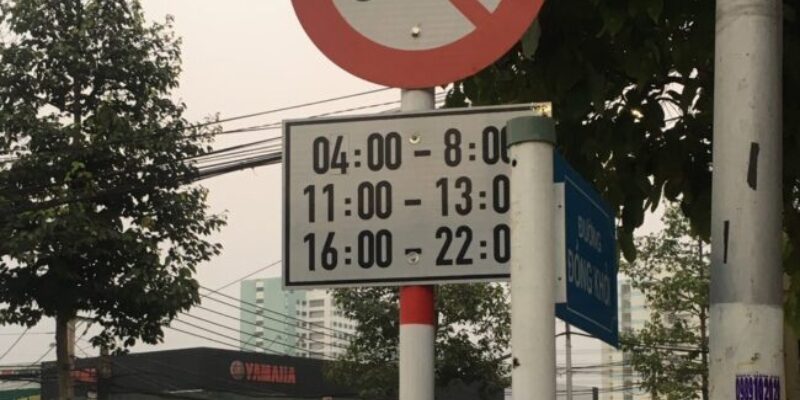 04:00 - 8:00
11:00 - 13:0
16:00 - 22:0
ĐƯỜNG
ĐỒNG KHỞI
YAMAHA